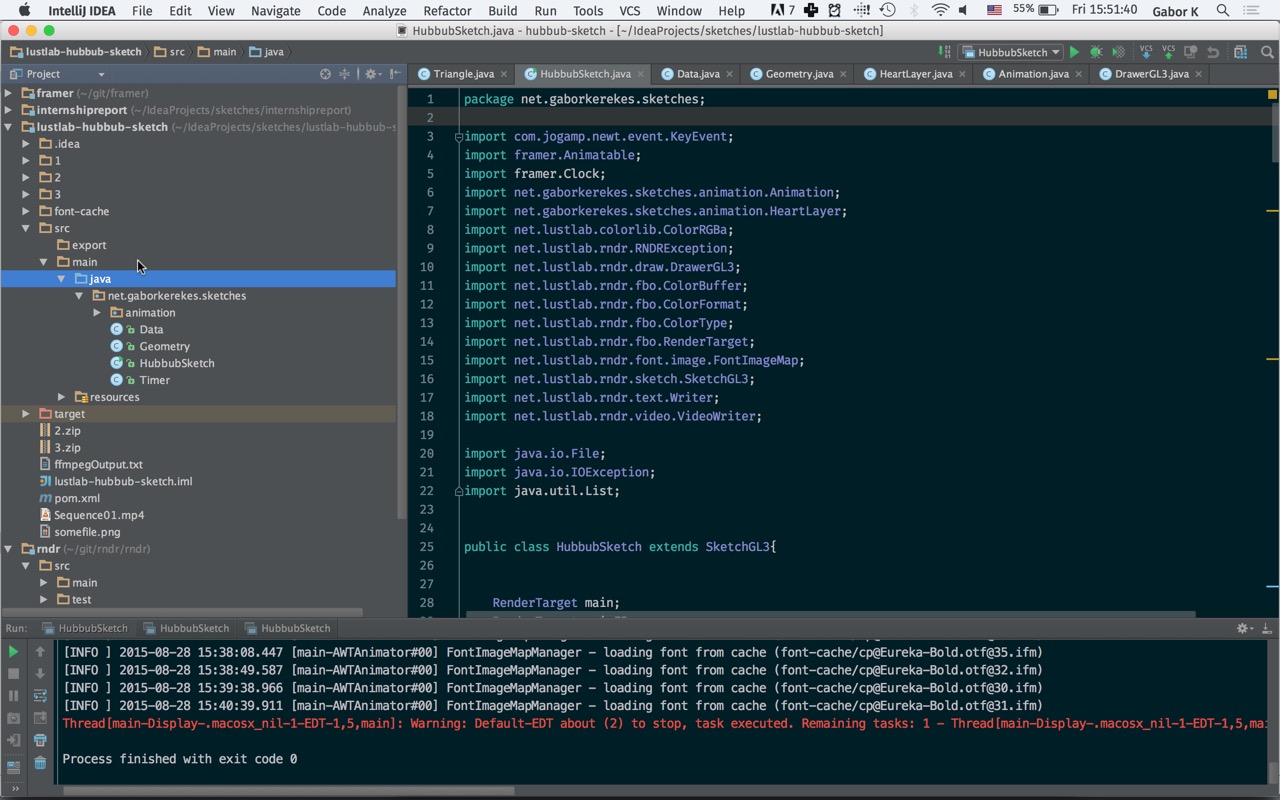 IntelliJ IDEA File Edit View Navigate Code Analyze Refactor Build Run Tools VCS Window Help 7 55% Fri 15:51:40 Gabor K
HubbubSketch.java - hubbub-sketch - [~/IdeaProjects/sketches/lustlab-hubbub-sketch]
lustlab-hubbub-sketch src main java HubbubSketch VCS VCS
Project
Triangle.java HubbubSketch.java Data.java Geometry.java HeartLayer.java Animation.java DrawerGL3.java
framer (~/git/framer)
internshipreport (~/IdeaProjects/sketches/internshipreport)
lustlab-hubbub-sketch (~/IdeaProjects/sketches/lustlab-hubbub-s
.idea
1
2
3
font-cache
src
export
main
java
net.gaborkerekes.sketches
animation
Data
Geometry
HubbubSketch
Timer
resources
target
2.zip
3.zip
ffmpegOutput.txt
lustlab-hubbub-sketch.iml
pom.xml
Sequence01.mp4
somefile.png
rndr (~/git/rndr/rndr)
src
main
test
1 package net.gaborkerekes.sketches;
2
3 import com.jogamp.newt.event.KeyEvent;
4 import framer.Animatable;
5 import framer.Clock;
6 import net.gaborkerekes.sketches.animation.Animation;
7 import net.gaborkerekes.sketches.animation.HeartLayer;
8 import net.lustlab.colorlib.ColorRGBa;
9 import net.lustlab.rndr.RNDRException;
10 import net.lustlab.rndr.draw.DrawerGL3;
11 import net.lustlab.rndr.fbo.ColorBuffer;
12 import net.lustlab.rndr.fbo.ColorFormat;
13 import net.lustlab.rndr.fbo.ColorType;
14 import net.lustlab.rndr.fbo.RenderTarget;
15 import net.lustlab.rndr.font.image.FontImageMap;
16 import net.lustlab.rndr.sketch.SketchGL3;
17 import net.lustlab.rndr.text.Writer;
18 import net.lustlab.rndr.video.VideoWriter;
19
20 import java.io.File;
21 import java.io.IOException;
22 import java.util.List;
23
24
25 public class HubbubSketch extends SketchGL3{
26
27
28 RenderTarget main;
Run: HubbubSketch HubbubSketch HubbubSketch
[INFO ] 2015-08-28 15:38:08.447 [main-AWTAnimator#00] FontImageMapManager - loading font from cache (font-cache/cp@Eureka-Bold.otf@35.ifm)
[INFO ] 2015-08-28 15:38:49.587 [main-AWTAnimator#00] FontImageMapManager - loading font from cache (font-cache/cp@Eureka-Bold.otf@32.ifm)
[INFO ] 2015-08-28 15:39:38.966 [main-AWTAnimator#00] FontImageMapManager - loading font from cache (font-cache/cp@Eureka-Bold.otf@30.ifm)
[INFO ] 2015-08-28 15:40:39.911 [main-AWTAnimator#00] FontImageMapManager - loading font from cache (font-cache/cp@Eureka-Bold.otf@31.ifm)
Thread[main-Display-.macosx_nil-1-EDT-1,5,main]: Warning: Default-EDT about (2) to stop, task executed. Remaining tasks: 1 - Thread[main-Display-.macosx_nil-1-EDT-1,5,mai
Process finished with exit code 0